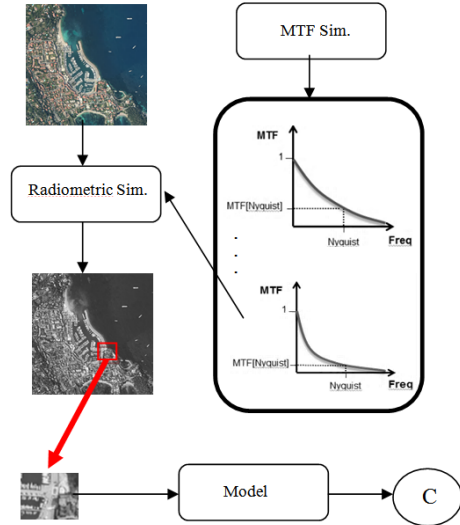 MTF Sim.
MTF
1
MTF[Nyquist]
Nyquist
Freq
Radiometric Sim.
MTF
1
MTF[Nyquist]
Nyquist
Freq
Model
C